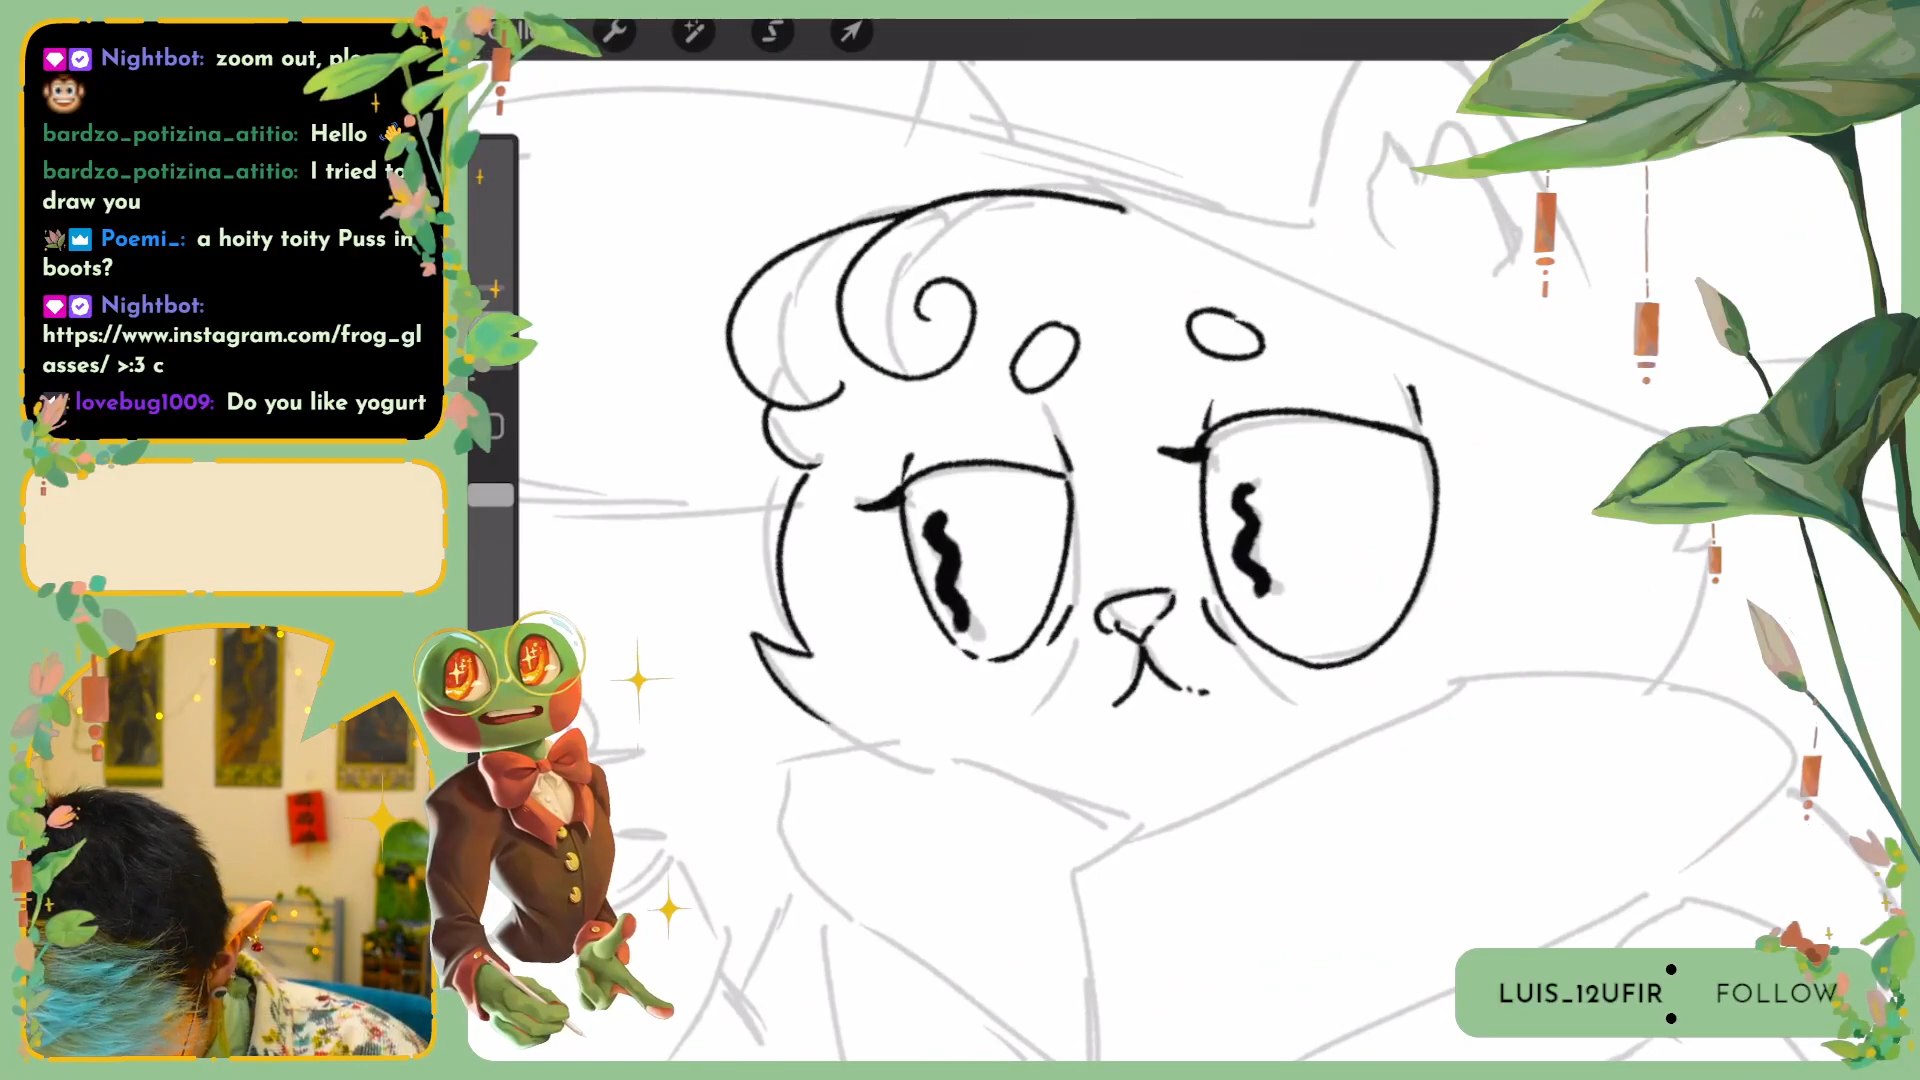 Nightbot: zoom out,
bardzo_potizina_atitio: Hello
bardzo_potizina_atitio: I tried to
draw you
Poemi_: a hoity toity Puss in
boots?
Nightbot:
https://www.instagram.com/frog_gl
asses/ >:3 c
lovebug1009: Do you like yogurt
LUIS_12UFIR
FOLLOW